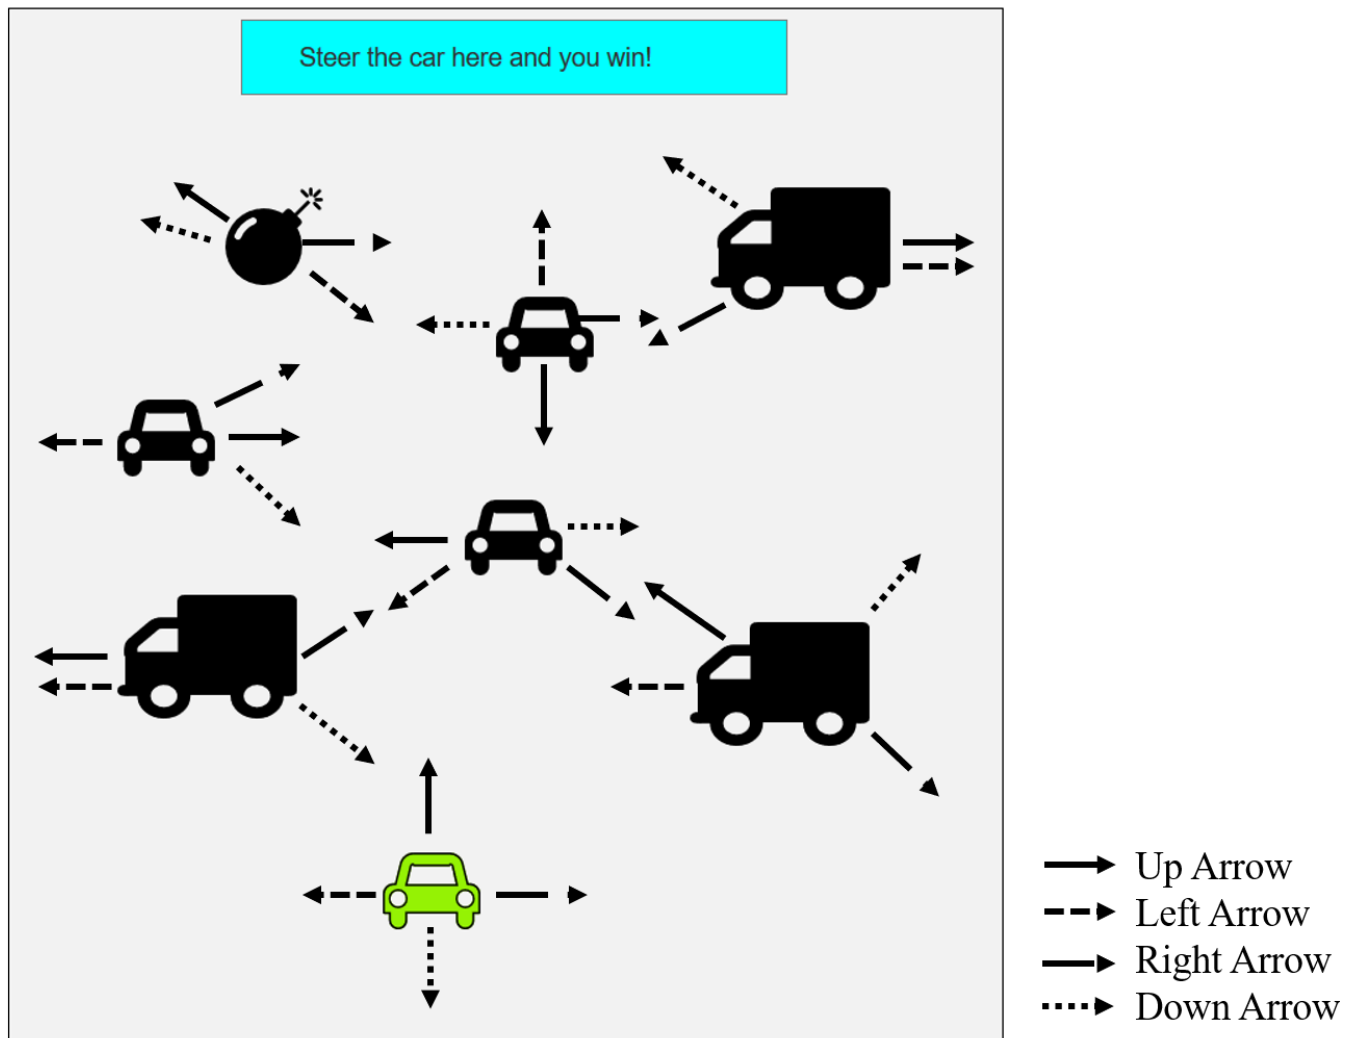 Steer the car here and you win!
Up Arrow
Left Arrow
Right Arrow
Down Arrow